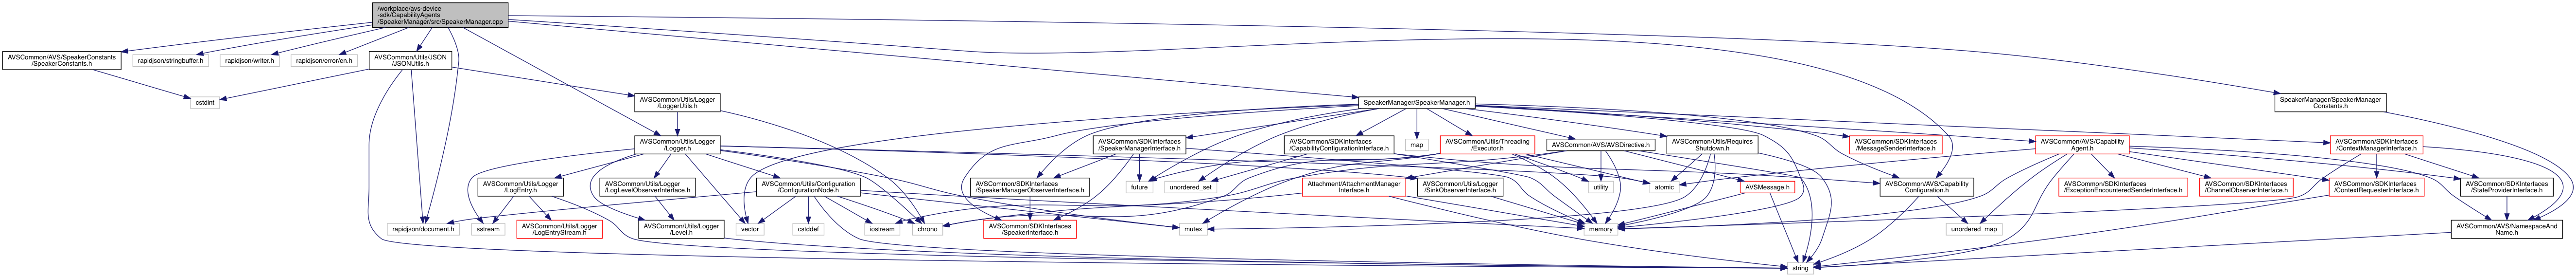 /workplace/avs-device
-sdk/CapabilityAgents
/SpeakerManager/src/SpeakerManager.cpp
AVSCommon/AVS/SpeakerConstants
/SpeakerConstants.h
rapidjson/stringbuffer.h
rapidjson/writer.h
rapidjson/error/en.h
AVSCommon/Utils/JSON
/JSONUtils.h
cstdint
AVSCommon/Utils/Logger
/LoggerUtils.h
SpeakerManager/SpeakerManager.h
SpeakerManager/SpeakerManager
Constants.h
AVSCommon/Utils/Logger
/Logger.h
AVSCommon/SDKInterfaces
/SpeakerManagerInterface.h
AVSCommon/SDKInterfaces
/CapabilityConfigurationInterface.h
map
AVSCommon/Utils/Threading
/Executor.h
AVSCommon/AVS/AVSDirective.h
AVSCommon/Utils/Requires
Shutdown.h
AVSCommon/SDKInterfaces
/MessageSenderInterface.h
AVSCommon/AVS/Capability
Agent.h
AVSCommon/SDKInterfaces
/ContextManagerInterface.h
AVSCommon/Utils/Logger
/LogEntry.h
AVSCommon/Utils/Logger
/LogLevelObserverInterface.h
AVSCommon/Utils/Configuration
/ConfigurationNode.h
AVSCommon/SDKInterfaces
/SpeakerManagerObserverInterface.h
future
unordered_set
Attachment/AttachmentManager
Interface.h
AVSCommon/Utils/Logger
/SinkObserverInterface.h
utility
atomic
AVSMessage.h
AVSCommon/AVS/Capability
Configuration.h
AVSCommon/SDKInterfaces
/ExceptionEncounteredSenderInterface.h
AVSCommon/SDKInterfaces
/ChannelObserverInterface.h
AVSCommon/SDKInterfaces
/ContextRequesterInterface.h
AVSCommon/SDKInterfaces
/StateProviderInterface.h
rapidjson/document.h
sstream
AVSCommon/Utils/Logger
/LogEntryStream.h
AVSCommon/Utils/Logger
/Level.h
vector
cstddef
iostream
chrono
AVSCommon/SDKInterfaces
/SpeakerInterface.h
mutex
memory
unordered_map
AVSCommon/AVS/NamespaceAnd
Name.h
string